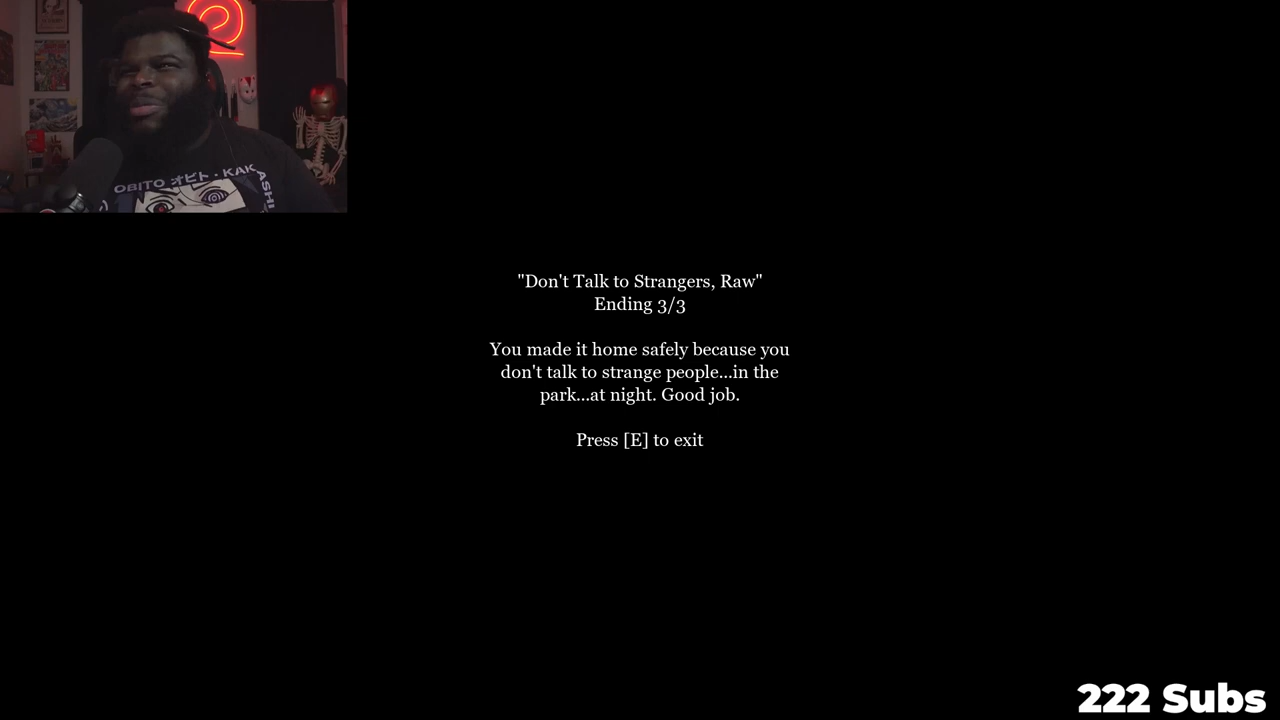 OBITO オビト・KAKASHI
"Don't Talk to Strangers, Raw"
Ending 3/3
You made it home safely because you
don't talk to strange people...in the
park...at night. Good job.
Press [E] to exit
222 Subs